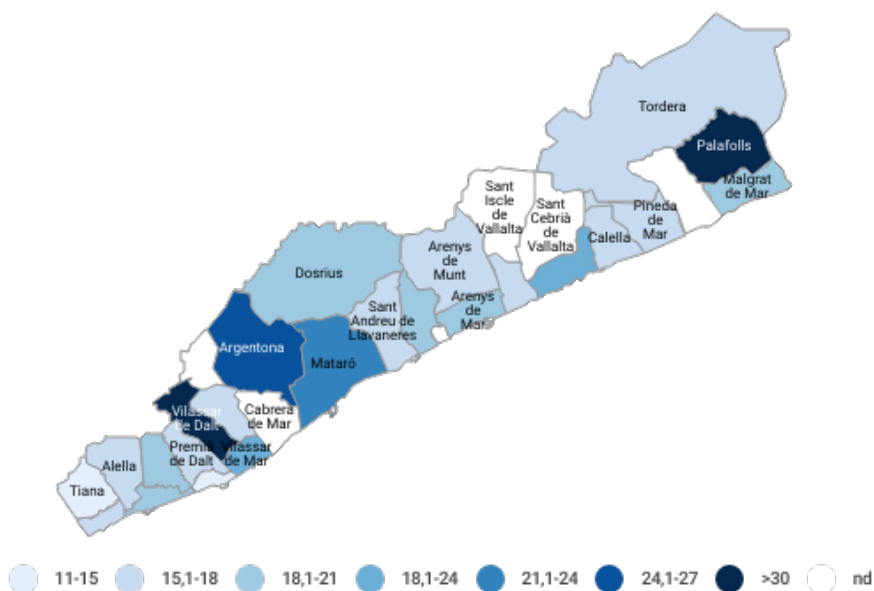 Tordera
Palafolls
Malgrat
de Mar
Sant
Iscle
de
Vallalta
Sant
Cebrià
de
Vallalta
Pineda
de
Mar
Calella
Arenys
de
Munt
Dosrius
Arenys
de
Mar
Sant
Andreu de
Llavaneres
Argentona
Mataró
Vilassar
de Dalt
Cabrera
de Mar
Premià
de Dalt
Vilassar
de Mar
Alella
Tiana
11-15 15,1-18 18,1-21 18,1-24 21,1-24 24,1-27 >30 nd